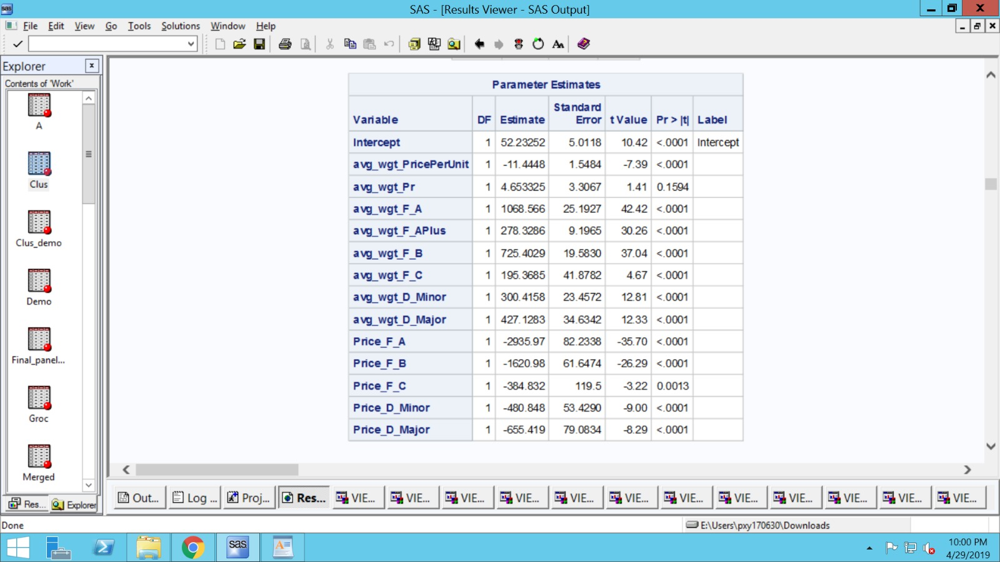 SAS - [Results Viewer - SAS Output]
File Edit View Go Tools Solutions Window Help
Explorer
Contents of 'Work'
A
Clus
Clus_demo
Demo
Final_panel...
Groc
Merged
Res... Explorer
Parameter Estimates
Variable DF Estimate Standard Error t Value Pr > |t| Label
Intercept 1 52.23252 5.0118 10.42 <.0001 Intercept
avg_wgt_PricePerUnit 1 -11.4448 1.5484 -7.39 <.0001
avg_wgt_Pr 1 4.653325 3.3067 1.41 0.1594
avg_wgt_F_A 1 1068.566 25.1927 42.42 <.0001
avg_wgt_F_APlus 1 278.3286 9.1965 30.26 <.0001
avg_wgt_F_B 1 725.4029 19.5830 37.04 <.0001
avg_wgt_F_C 1 195.3685 41.8782 4.67 <.0001
avg_wgt_D_Minor 1 300.4158 23.4572 12.81 <.0001
avg_wgt_D_Major 1 427.1283 34.6342 12.33 <.0001
Price_F_A 1 -2935.97 82.2338 -35.70 <.0001
Price_F_B 1 -1620.98 61.6474 -26.29 <.0001
Price_F_C 1 -384.832 119.5 -3.22 0.0013
Price_D_Minor 1 -480.848 53.4290 -9.00 <.0001
Price_D_Major 1 -655.419 79.0834 -8.29 <.0001
Out... Log ... Proj... Res... VIE... VIE... VIE... VIE... VIE... VIE... VIE... VIE... VIE... VIE... VIE... VIE...
Done
E:\Users\pxy170630\Downloads
sas
10:00 PM
4/29/2019